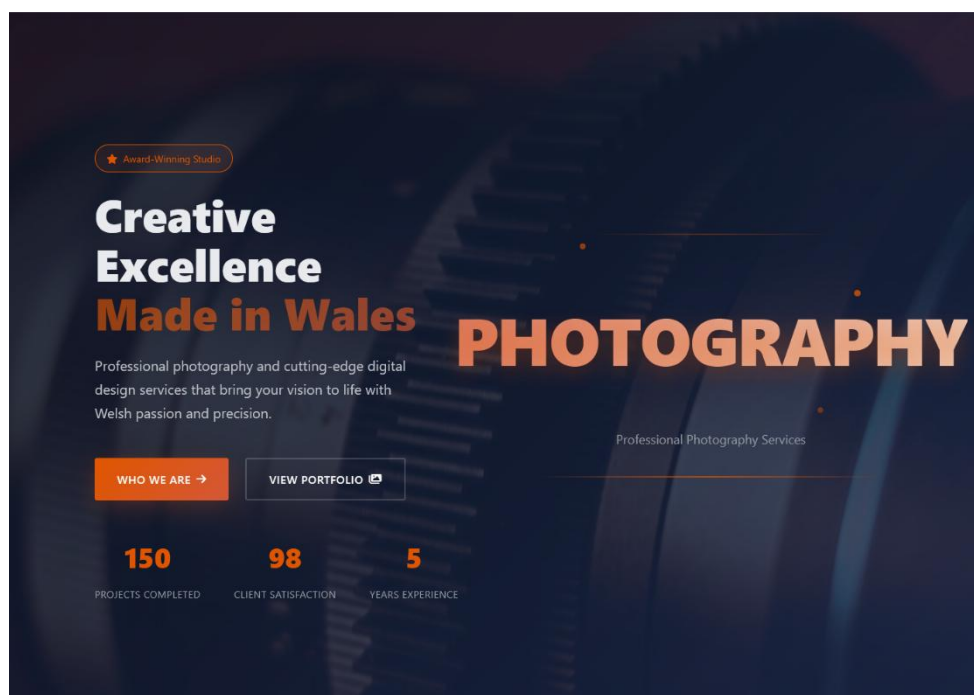 Award-Winning Studio
Creative
Excellence
Made in Wales
Professional photography and cutting-edge digital
design services that bring your vision to life with
Welsh passion and precision.
WHO WE ARE
VIEW PORTFOLIO
150
PROJECTS COMPLETED
98
CLIENT SATISFACTION
5
YEARS EXPERIENCE
PHOTOGRAPHY
Professional Photography Services